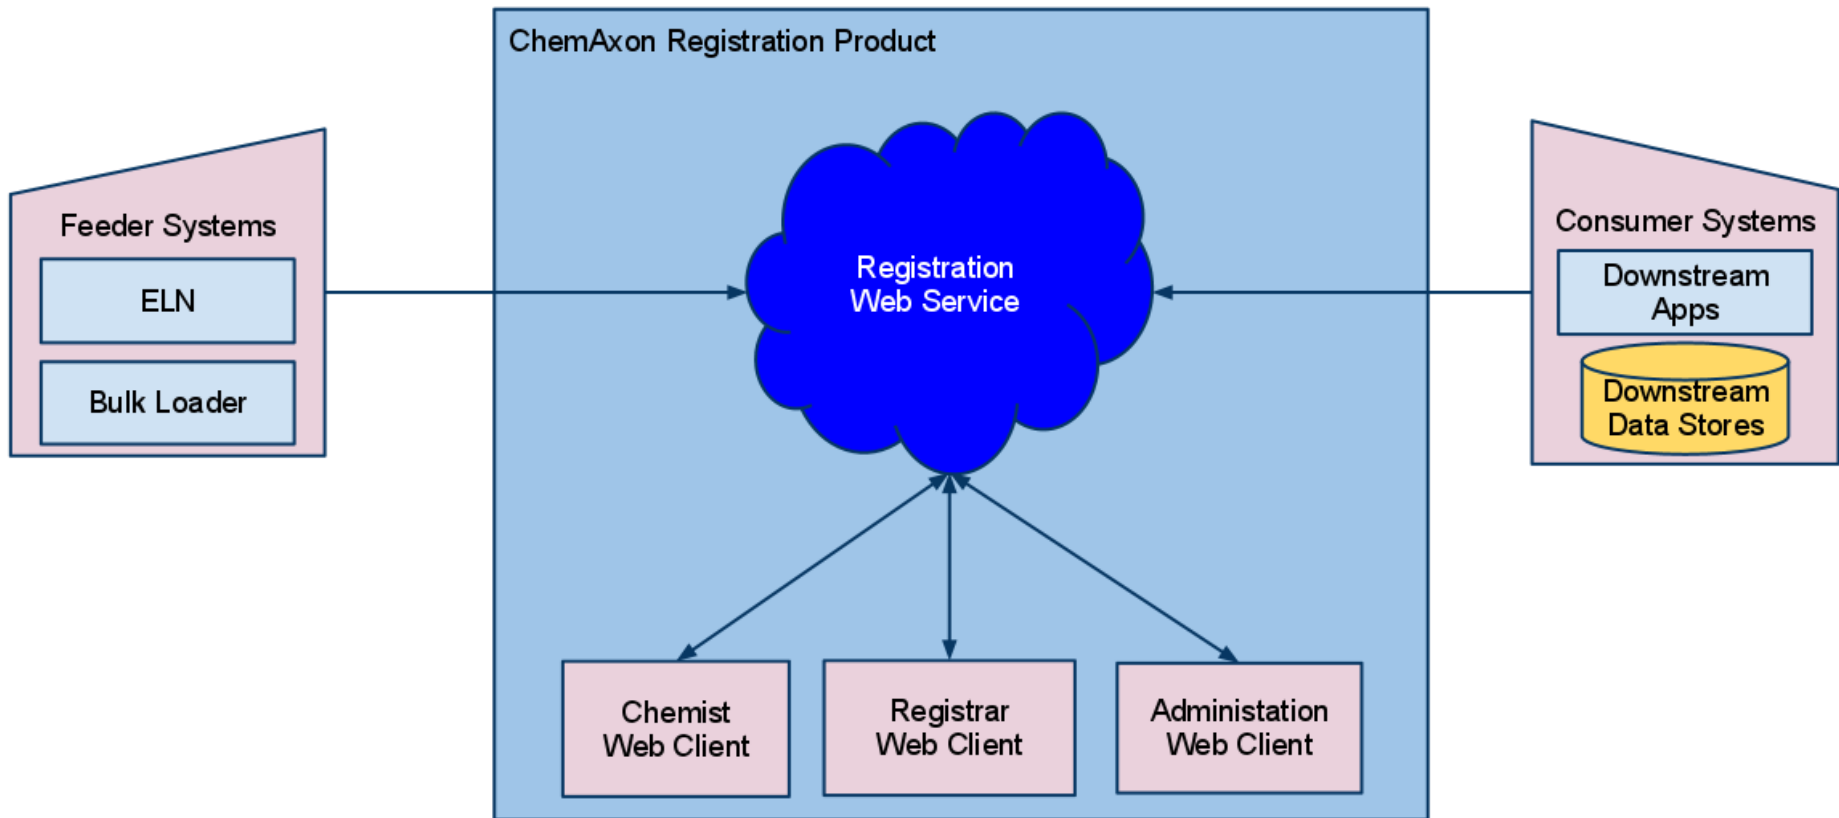 ChemAxon Registration Product
Feeder Systems
ELN
Bulk Loader
Registration
Web Service
Consumer Systems
Downstream
Apps
Downstream
Data Stores
Chemist
Web Client
Registrar
Web Client
Administation
Web Client